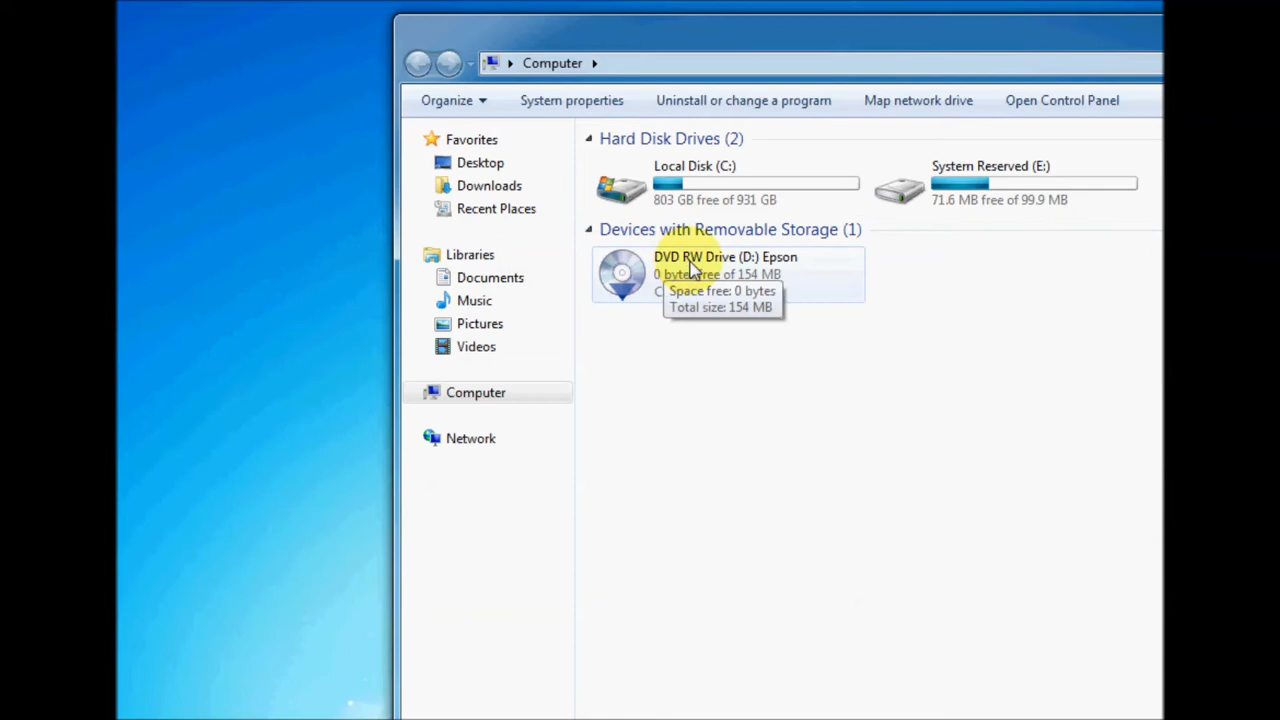 Computer
Organize
System properties
Uninstall or change a program
Map network drive
Open Control Panel
Favorites
Desktop
Downloads
Recent Places
Libraries
Documents
Music
Pictures
Videos
Computer
Network
Hard Disk Drives (2)
Local Disk (C:)
803 GB free of 931 GB
System Reserved (E:)
71.6 MB free of 99.9 MB
Devices with Removable Storage (1)
DVD RW Drive (D:) Epson
0 bytes free of 154 MB
Space free: 0 bytes
Total size: 154 MB